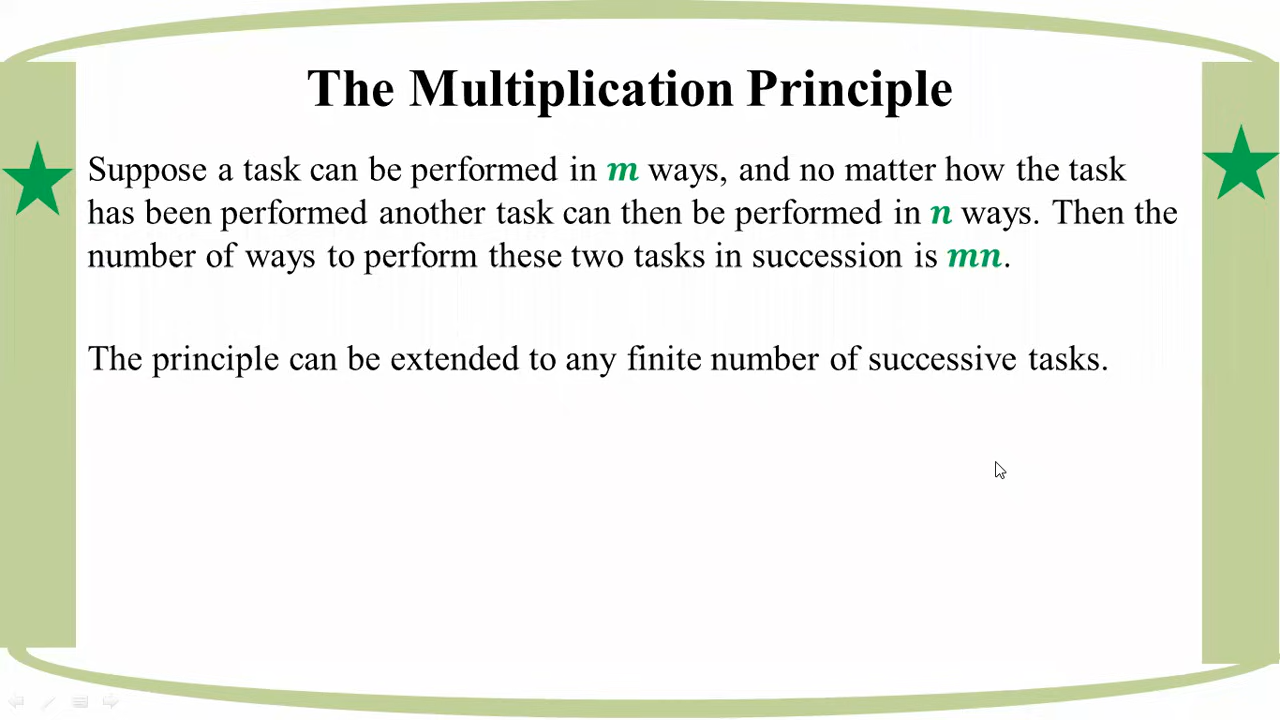 The Multiplication Principle
Suppose a task can be performed in m ways, and no matter how the task
has been performed another task can then be performed in n ways. Then the
number of ways to perform these two tasks in succession is mn.
The principle can be extended to any finite number of successive tasks.